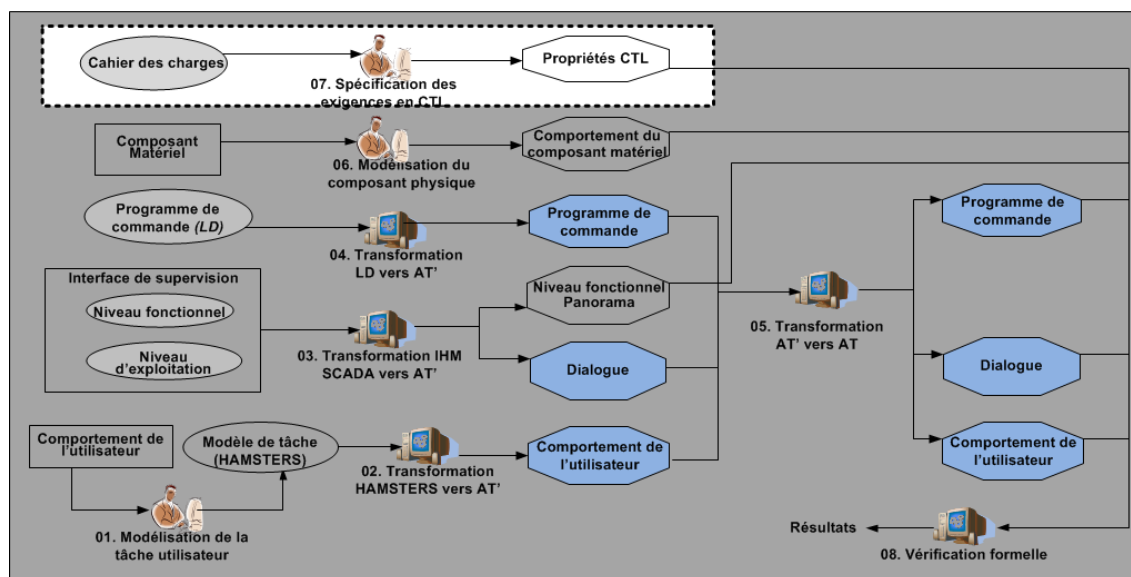 Cahier des charges
07. Spécification des
exigences en CTL
Propriétés CTL
Composant
Matériel
06. Modélisation du
composant physique
Comportement du
composant matériel
Programme de
commande (LD)
04. Transformation
LD vers AT’
Programme de
commande
Interface de supervision
Niveau fonctionnel
Niveau
d’exploitation
03. Transformation IHM
SCADA vers AT’
Niveau fonctionnel
Panorama
Dialogue
05. Transformation
AT’ vers AT
Programme de
commande
Dialogue
Comportement de
l’utilisateur
Comportement de
l’utilisateur
01. Modélisation de la
tâche utilisateur
Modèle de tâche
(HAMSTERS)
02. Transformation
HAMSTERS vers AT’
Comportement de
l’utilisateur
Résultats
08. Vérification formelle